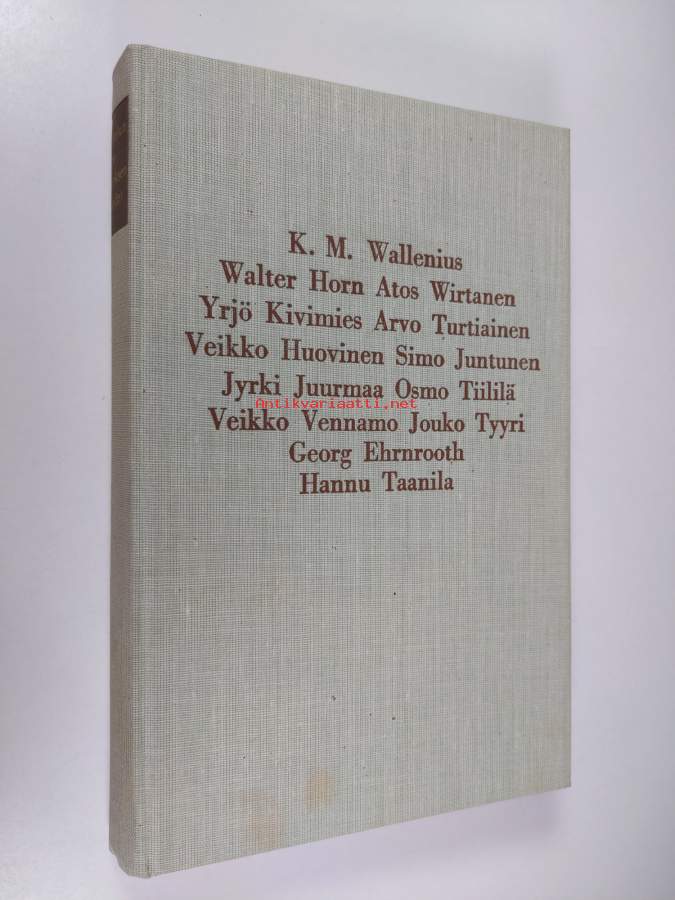 K. M. Wallenius
Walter Horn Atos Wirtanen
Yrjö Kivimies Arvo Turtiainen
Veikko Huovinen Simo Juntunen
Jyrki Juurmaa Osmo Tiililä
Antikvariaatti.net
Veikko Vennamo Jouko Tyyri
Georg Ehrnrooth
Hannu Taanila